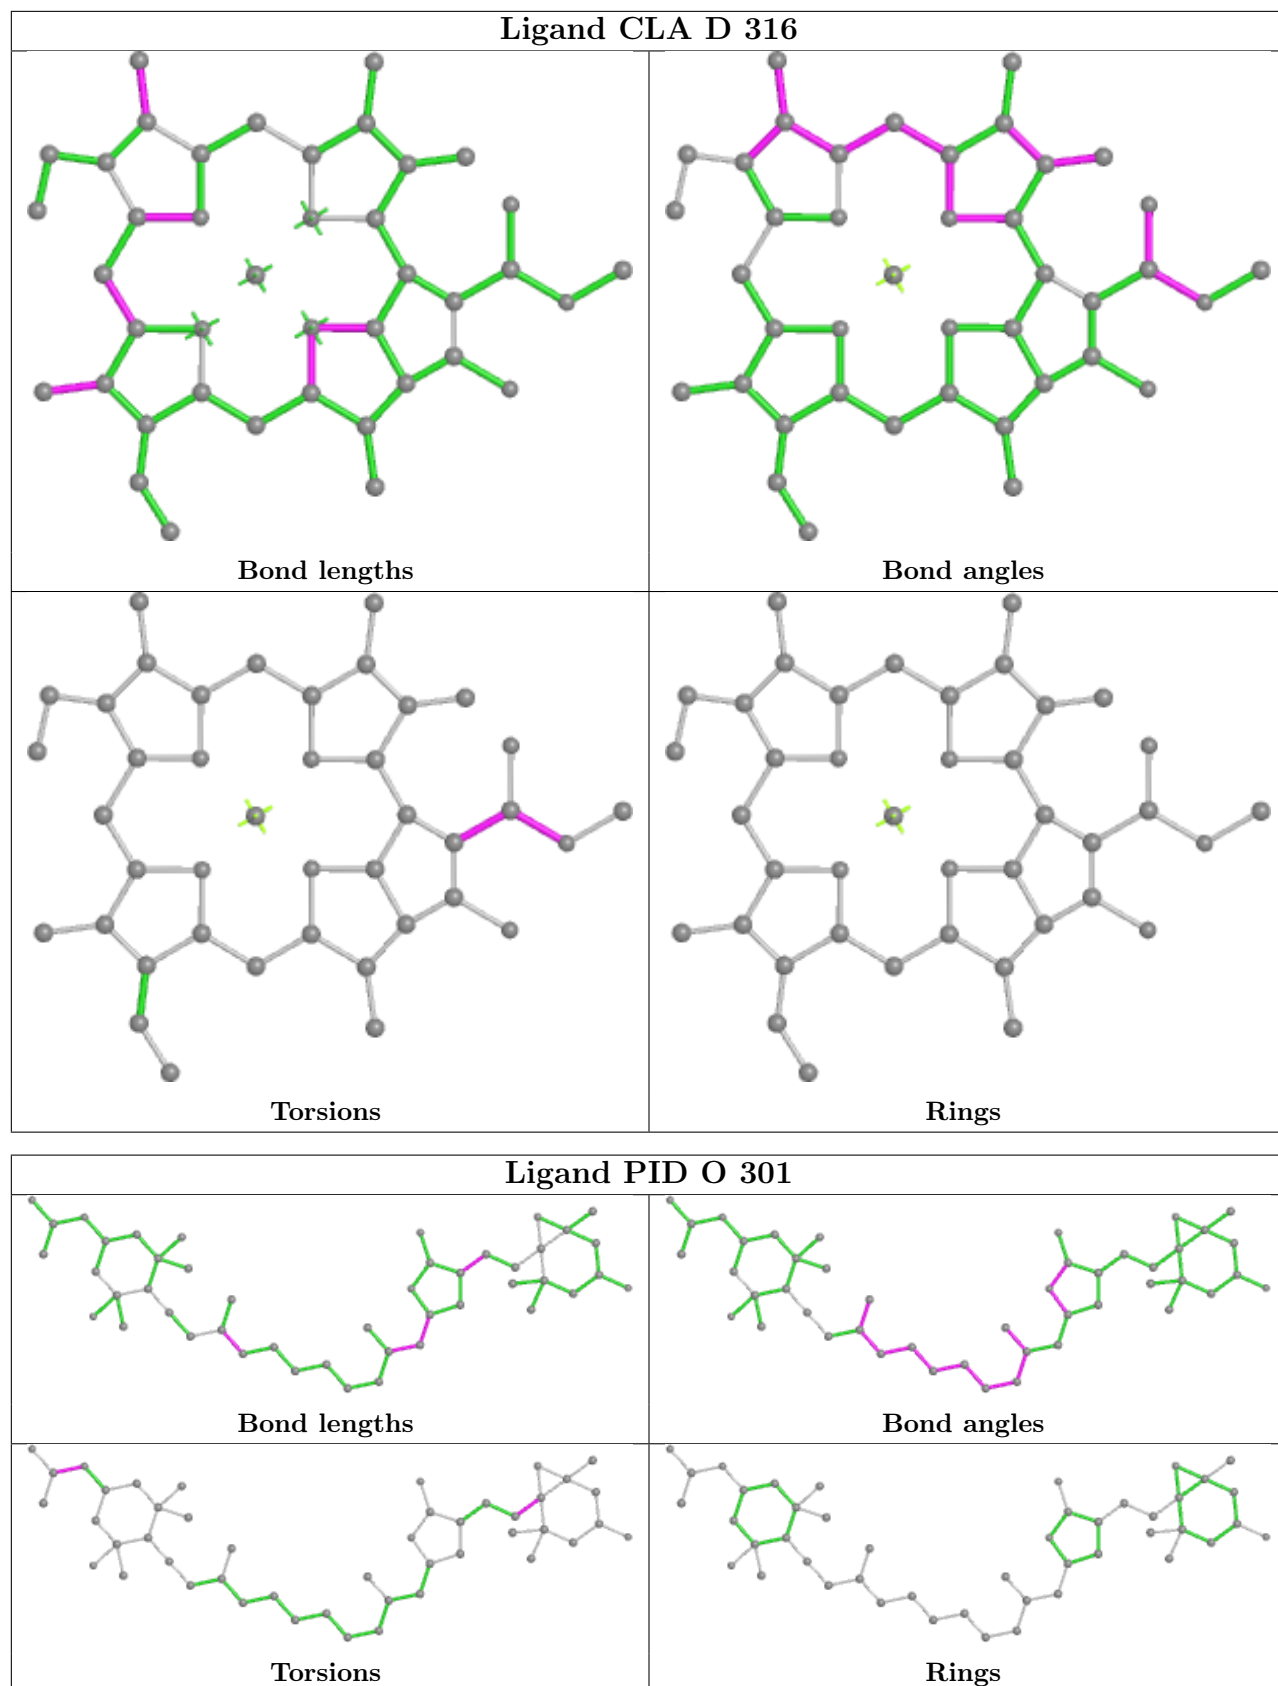 Ligand CLA D 316
Bond lengths
Bond angles
Torsions
Rings
Ligand PID O 301
Bond lengths
Bond angles
Torsions
Rings